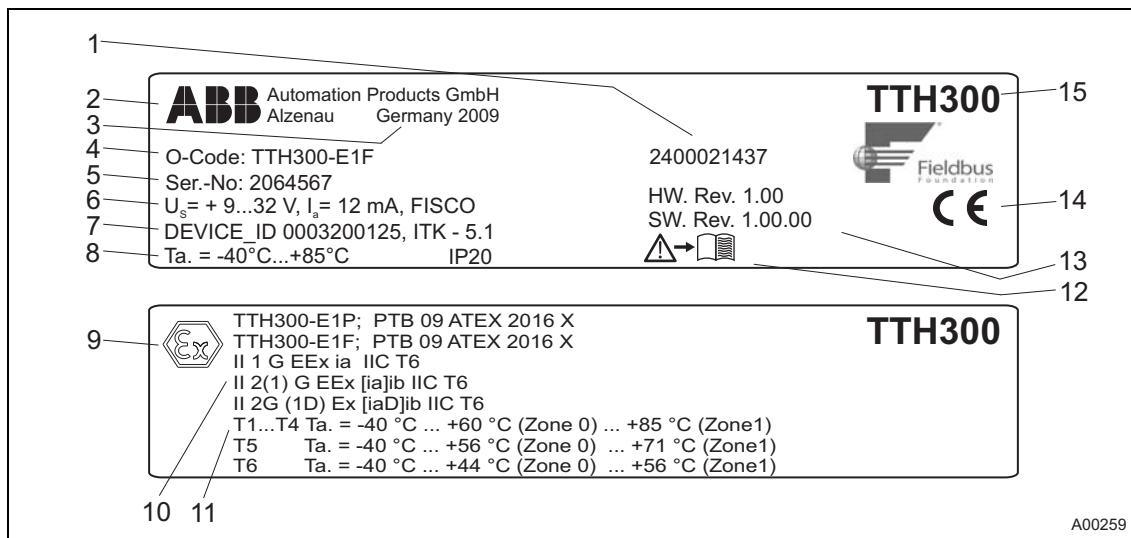 1
2
3
4
5
6
7
8
ABB Automation Products GmbH
Alzenau Germany 2009
O-Code: TTH300-E1F
Ser.-No: 2064567
Us= + 9...32 V, Ia= 12 mA, FISCO
DEVICE_ID 0003200125, ITK - 5.1
Ta. = -40°C...+85°C IP20
2400021437
HW. Rev. 1.00
SW. Rev. 1.00.00
TTH300
Fieldbus
Foundation
CE
15
14
13
12
9
Ex
TTH300-E1P; PTB 09 ATEX 2016 X
TTH300-E1F; PTB 09 ATEX 2016 X
II 1 G EEx ia IIC T6
II 2(1) G EEx [ia]ib IIC T6
II 2G (1D) Ex [iaD]ib IIC T6
T1...T4 Ta. = -40 °C ... +60 °C (Zone 0) ... +85 °C (Zone1)
T5 Ta. = -40 °C ... +56 °C (Zone 0) ... +71 °C (Zone1)
T6 Ta. = -40 °C ... +44 °C (Zone 0) ... +56 °C (Zone1)
TTH300
10 11
A00259